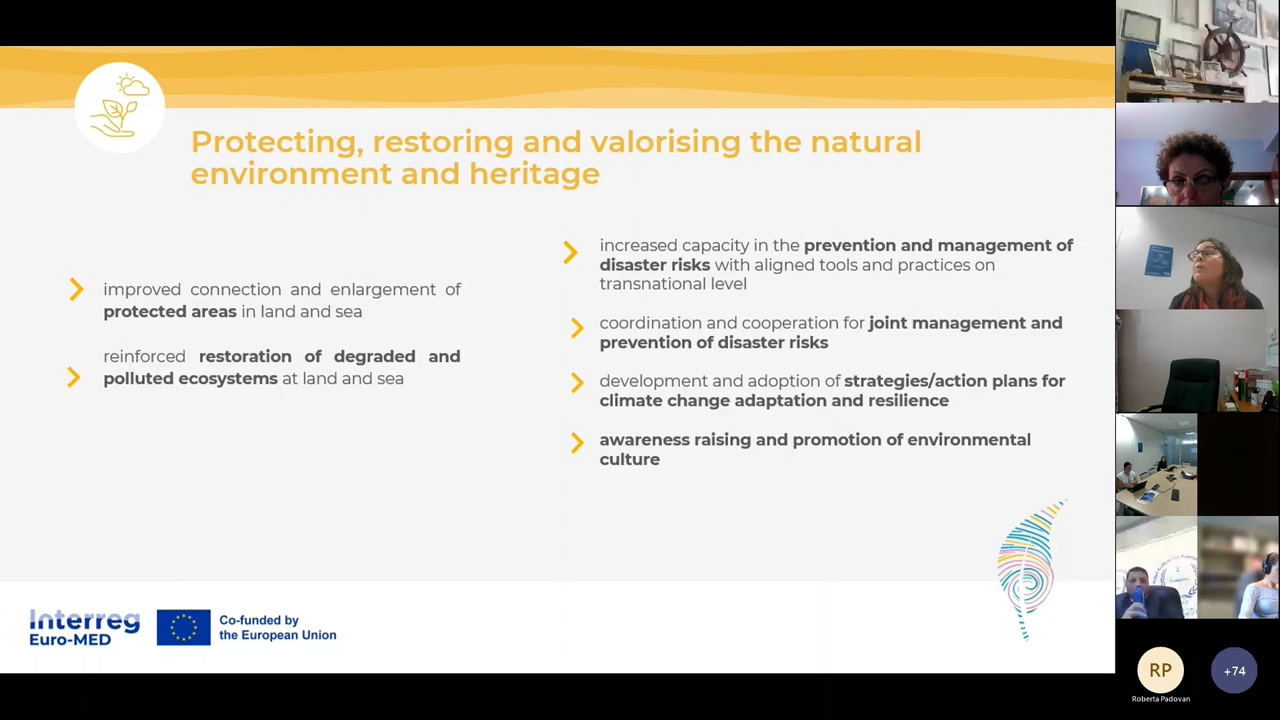 Protecting, restoring and valorising the natural
environment and heritage
improved connection and enlargement of
protected areas in land and sea
reinforced restoration of degraded and
polluted ecosystems at land and sea
increased capacity in the prevention and management of
disaster risks with aligned tools and practices on
transnational level
coordination and cooperation for joint management and
prevention of disaster risks
development and adoption of strategies/action plans for
climate change adaptation and resilience
awareness raising and promotion of environmental
culture
Interreg
Euro-MED
Co-funded by
the European Union
RP
Roberta Padovan
+74